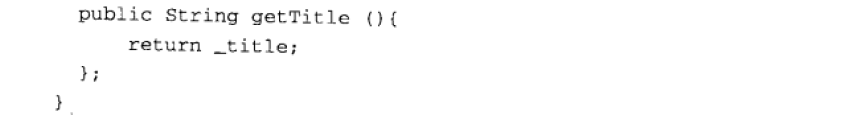 public String getTitle (){
return _title;
};
}